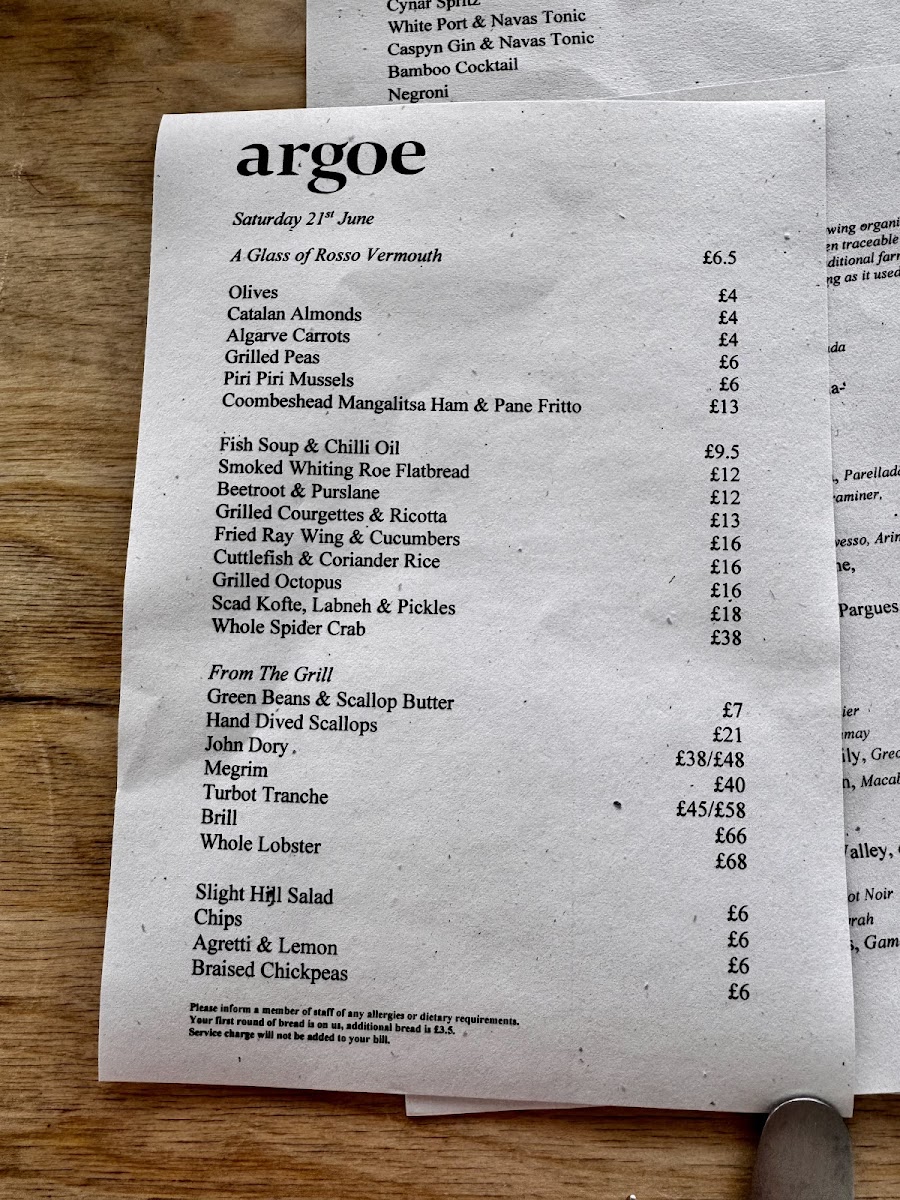 Cynar Spritz
White Port & Navas Tonic
Caspyn Gin & Navas Tonic
Bamboo Cocktail
Negroni
argoe
Saturday 21st June
A Glass of Rosso Vermouth £6.5
Olives £4
Catalan Almonds £4
Algarve Carrots £4
Grilled Peas £6
Piri Piri Mussels £6
Coombeshead Mangalitsa Ham & Pane Fritto £13
Fish Soup & Chilli Oil £9.5
Smoked Whiting Roe Flatbread £12
Beetroot & Purslane £12
Grilled Courgettes & Ricotta £13
Fried Ray Wing & Cucumbers £16
Cuttlefish & Coriander Rice £16
Grilled Octopus £16
Scad Kofte, Labneh & Pickles £18
Whole Spider Crab £38
From The Grill
Green Beans & Scallop Butter £7
Hand Dived Scallops £21
John Dory £38/£48
Megrim £40
Turbot Tranche £45/£58
Brill £66
Whole Lobster £68
Slight Hill Salad £6
Chips £6
Agretti & Lemon £6
Braised Chickpeas £6
Please inform a member of staff of any allergies or dietary requirements.
Your first round of bread is on us, additional bread is £3.5.
Service charge will not be added to your bill.
traceable
ng as it used
Pargues
Valley,